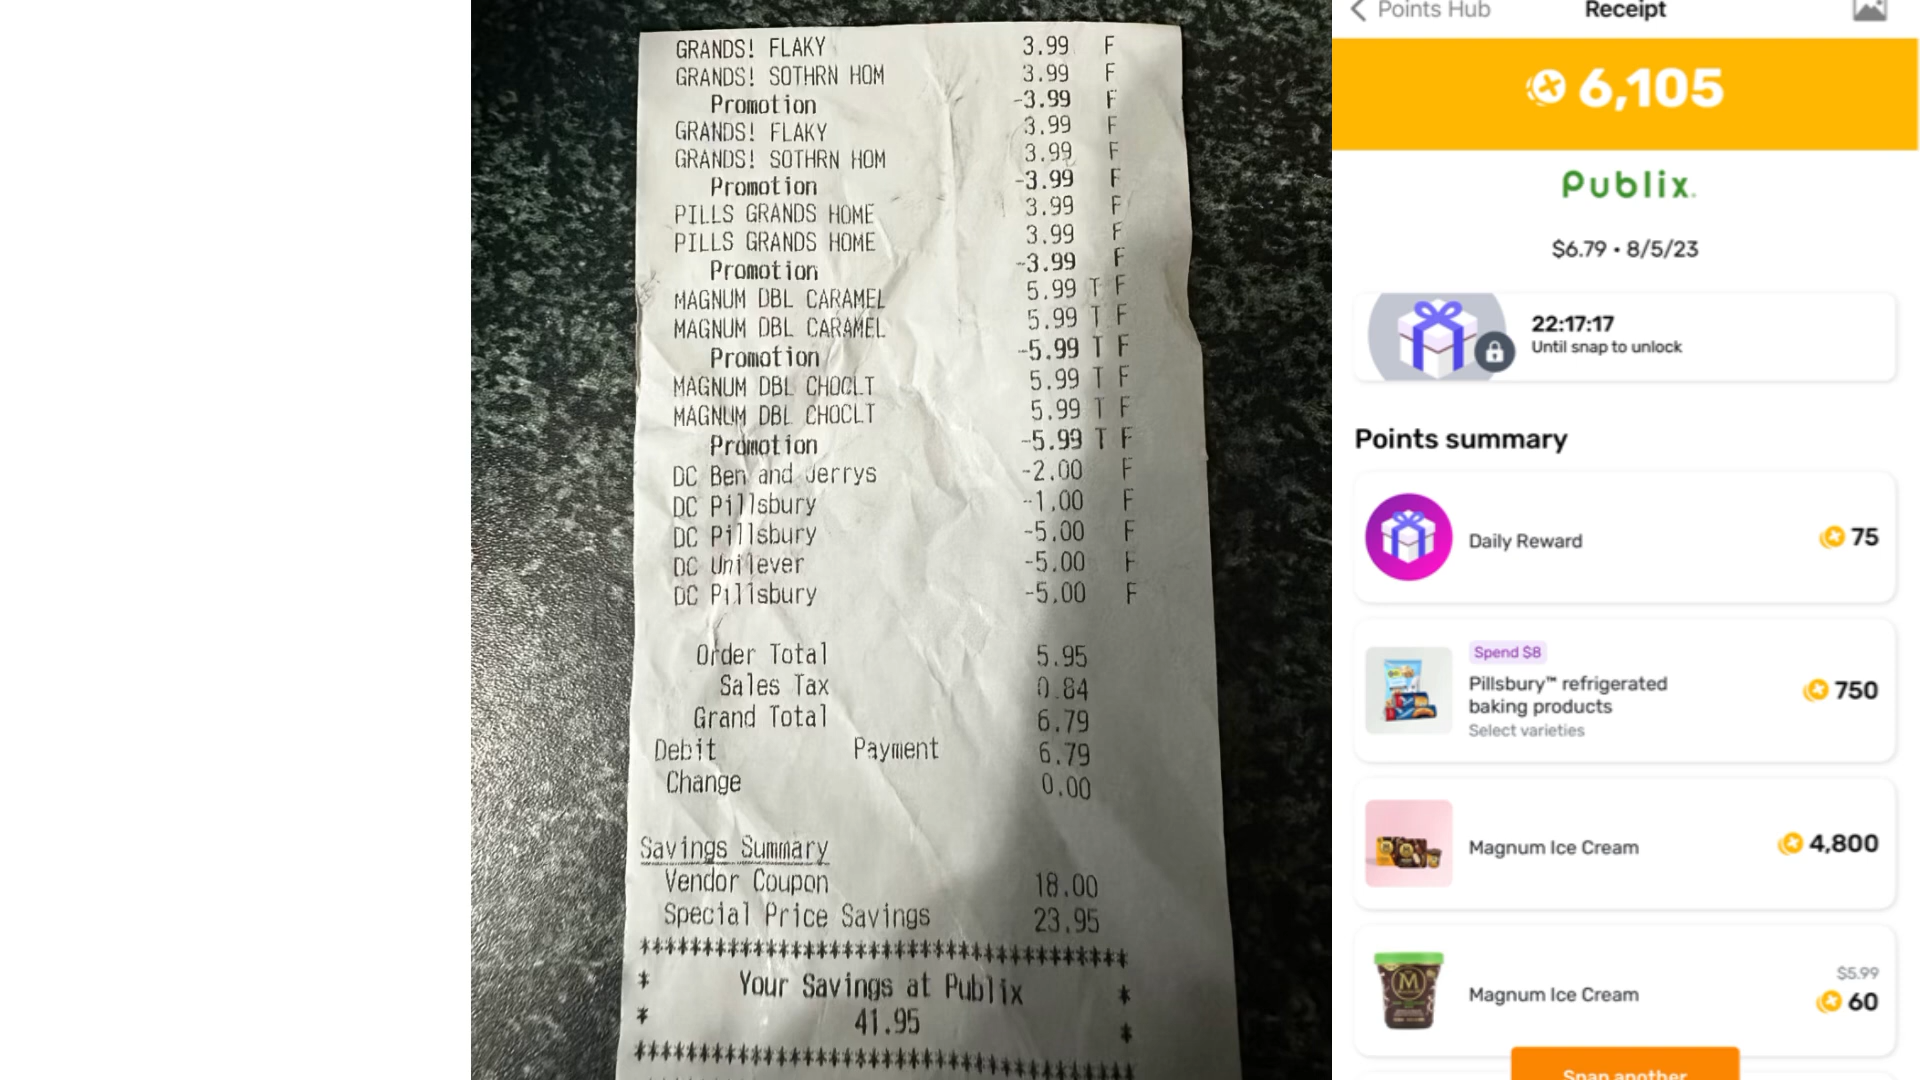 GRANDS! FLAKY 3.99 F
GRANDS! SOTHRN HOM 3.99 F
Promotion -3.99 F
GRANDS! FLAKY 3.99 F
GRANDS! SOTHRN HOM 3.99 F
Promotion -3.99 F
PILLS GRANDS HOME 3.99 F
PILLS GRANDS HOME 3.99 F
Promotion -3.99 F
MAGNUM DBL CARAMEL 5.99 T F
MAGNUM DBL CARAMEL 5.99 T F
Promotion -5.99 T F
MAGNUM DBL CHOCLT 5.99 T F
MAGNUM DBL CHOCLT 5.99 T F
Promotion -5.99 T F
DC Ben and Jerrys -2.00 F
DC Pillsbury -1.00 F
DC Pillsbury -5.00 F
DC Unilever -5.00 F
DC Pillsbury -5.00 F
Order Total 5.95
Sales Tax 0.84
Grand Total 6.79
Debit Payment 6.79
Change 0.00
Savings Summary
Vendor Coupon 18.00
Special Price Savings 23.95
***************************************
* Your Savings at Publix *
* 41.95 *
***************************************
Points Hub Receipt
6,105
Publix.
$6.79 • 8/5/23
22:17:17
Until snap to unlock
Points summary
Daily Reward 75
Spend $8
Pillsbury™ refrigerated
baking products 750
Select varieties
Magnum Ice Cream 4,800
$5.99
Magnum Ice Cream 60
Snap another